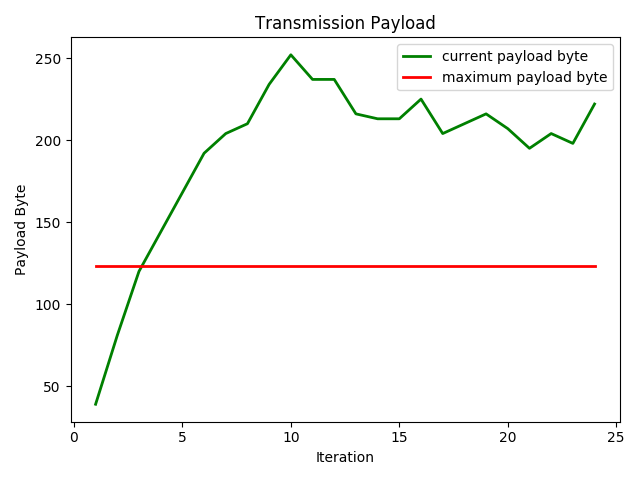 Transmission Payload
current payload byte
maximum payload byte
250
200
150
100
50
Payload Byte
0
5
10
15
20
25
Iteration